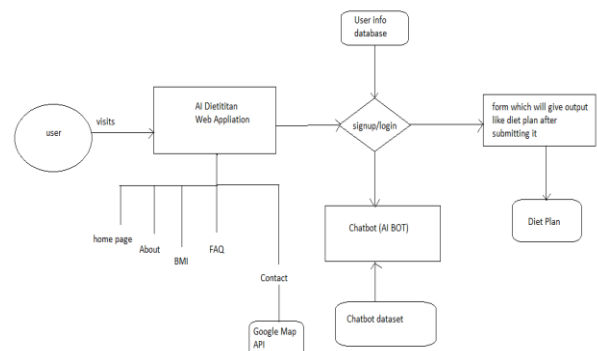 User info
database
AI Dietititan
Web Appliation
visits
user
signup/login
form which will give output
like diet plan after
submitting it
Diet Plan
home page
About
BMI
FAQ
Contact
Chatbot (AI BOT)
Chatbot dataset
Google Map
API